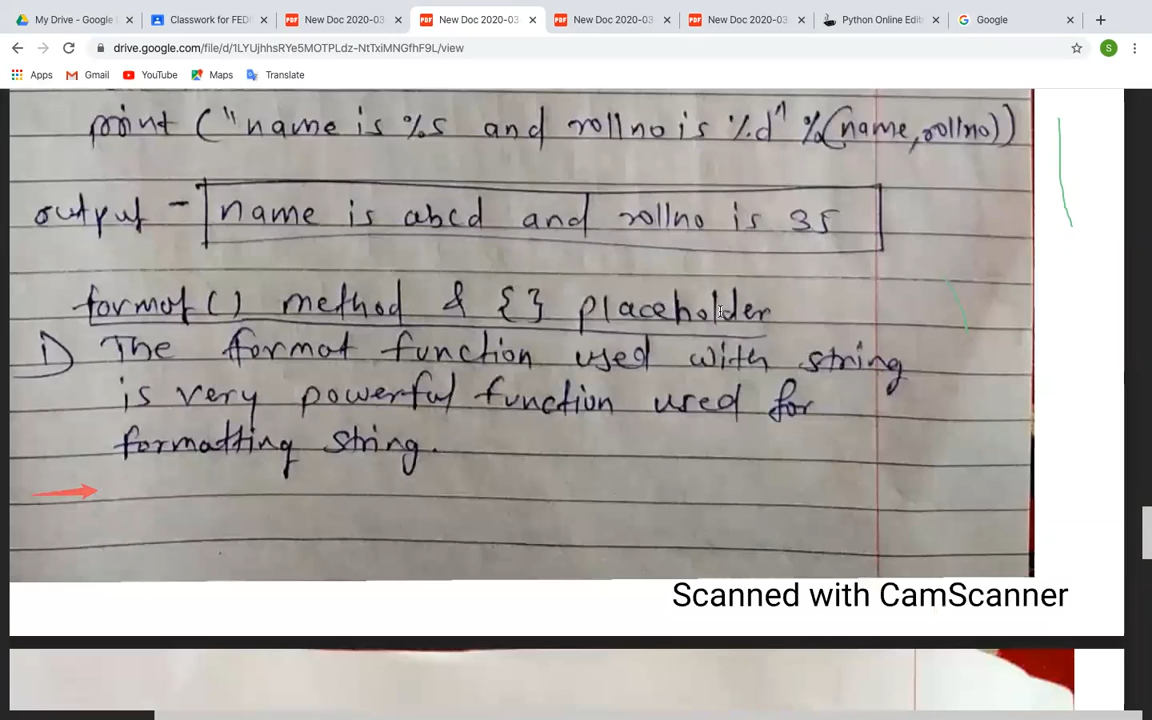 My Drive - Google
Classwork for FED
New Doc 2020-03
New Doc 2020-03
New Doc 2020-03
New Doc 2020-03
Python Online Edit
Google
drive.google.com/file/d/1LYUjhhsRYe5MOTPLdz-NtTxiMNGfhF9L/view
S
Apps Gmail YouTube Maps Translate
print ("name is %s and rollno is %d" %(name,rollno))
output - name is abcd and rollno is 35
format() method & {} placeholder
1) The format function used with string
is very powerful function used for
formatting string.
Scanned with CamScanner